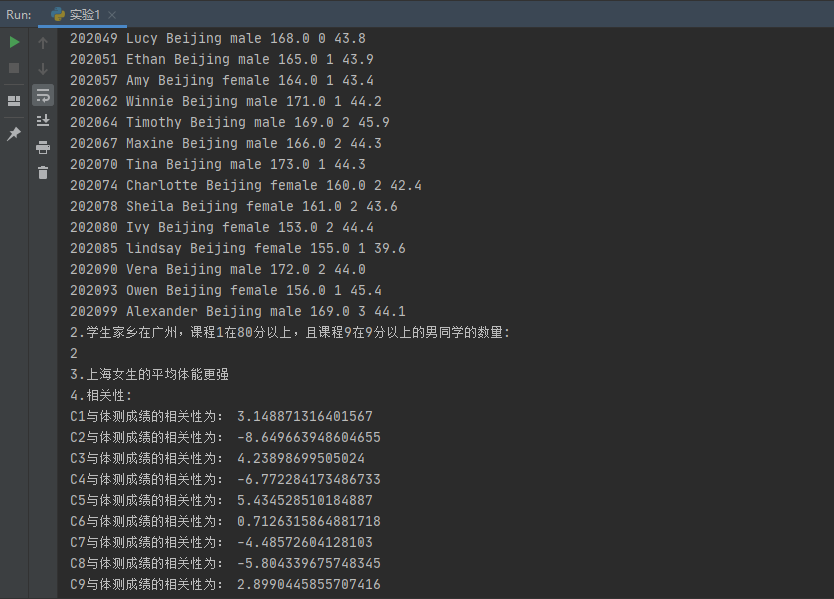 Run: 实验1
202049 Lucy Beijing male 168.0 0 43.8
202051 Ethan Beijing male 165.0 1 43.9
202057 Amy Beijing female 164.0 1 43.4
202062 Winnie Beijing male 171.0 1 44.2
202064 Timothy Beijing male 169.0 2 45.9
202067 Maxine Beijing male 166.0 2 44.3
202070 Tina Beijing male 173.0 1 44.3
202074 Charlotte Beijing female 160.0 2 42.4
202078 Sheila Beijing female 161.0 2 43.6
202080 Ivy Beijing female 153.0 2 44.4
202085 lindsay Beijing female 155.0 1 39.6
202090 Vera Beijing male 172.0 2 44.0
202093 Owen Beijing female 156.0 1 45.4
202099 Alexander Beijing male 169.0 3 44.1
2.学生家乡在广州，课程1在80分以上，且课程9在9分以上的男同学的数量:
2
3.上海女生的平均体能更强
4.相关性:
C1与体测成绩的相关性为: 3.148871316401567
C2与体测成绩的相关性为: -8.649663948604655
C3与体测成绩的相关性为: 4.23898699505024
C4与体测成绩的相关性为: -6.772284173486733
C5与体测成绩的相关性为: 5.434528510184887
C6与体测成绩的相关性为: 0.7126315864881718
C7与体测成绩的相关性为: -4.48572604128103
C8与体测成绩的相关性为: -5.804339675748345
C9与体测成绩的相关性为: 2.8990445855707416